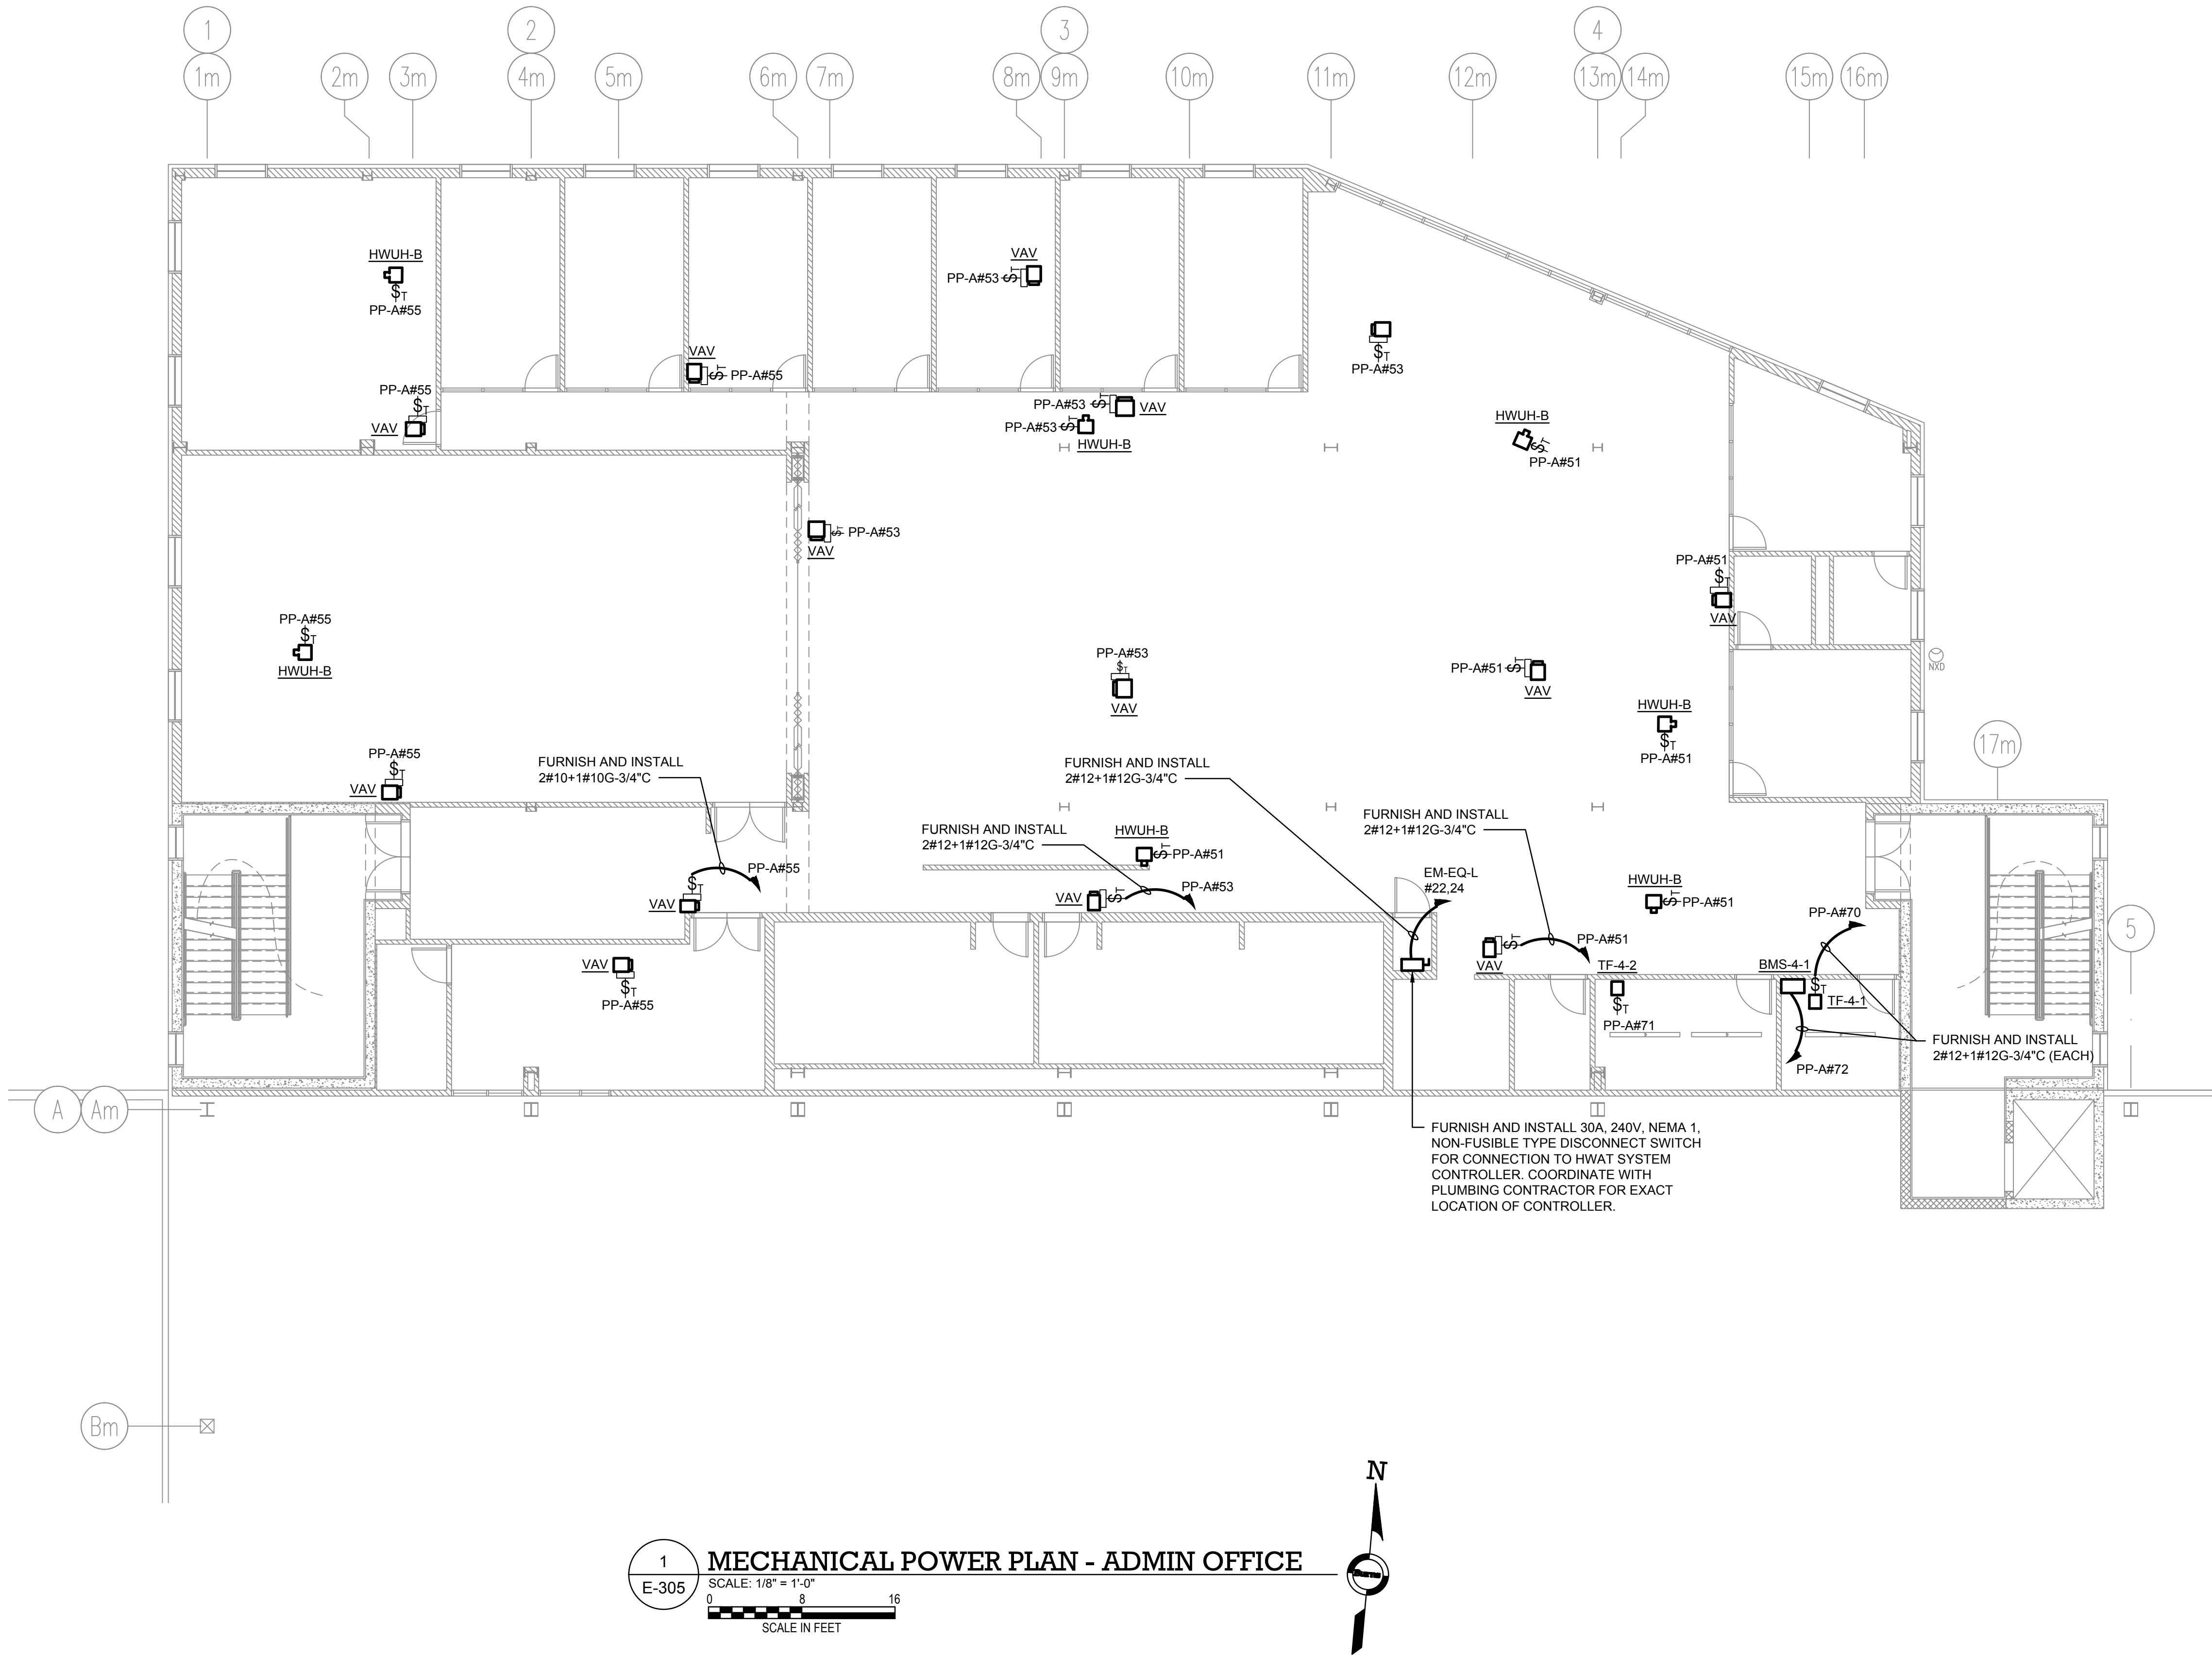 1
2
3
4
1m
2m
3m
4m
5m
6m
7m
8m
9m
10m
11m
12m
13m
14m
15m
16m
HWUH-B
PP-A#55
VAV
PP-A#53
PP-A#53
VAV
PP-A#55
PP-A#55
VAV
PP-A#53
VAV
PP-A#53
HWUH-B
HWUH-B
PP-A#51
PP-A#53
VAV
PP-A#51
VAV
PP-A#55
HWUH-B
PP-A#53
VAV
PP-A#51
VAV
HWUH-B
PP-A#51
NXD
17m
PP-A#55
VAV
FURNISH AND INSTALL
2#10+1#10G-3/4"C
FURNISH AND INSTALL
2#12+1#12G-3/4"C
FURNISH AND INSTALL
2#12+1#12G-3/4"C
FURNISH AND INSTALL
2#12+1#12G-3/4"C
HWUH-B
PP-A#51
PP-A#55
VAV
VAV
PP-A#53
EM-EQ-L
#22,24
HWUH-B
PP-A#51
PP-A#70
5
VAV
PP-A#55
VAV
PP-A#51
TF-4-2
PP-A#71
BMS-4-1
TF-4-1
PP-A#72
FURNISH AND INSTALL
2#12+1#12G-3/4"C (EACH)
A
Am
FURNISH AND INSTALL 30A, 240V, NEMA 1,
NON-FUSIBLE TYPE DISCONNECT SWITCH
FOR CONNECTION TO HWAT SYSTEM
CONTROLLER. COORDINATE WITH
PLUMBING CONTRACTOR FOR EXACT
LOCATION OF CONTROLLER.
Bm
N
1
E-305
MECHANICAL POWER PLAN - ADMIN OFFICE
SCALE: 1/8" = 1'-0"
0 8 16
SCALE IN FEET
Burns